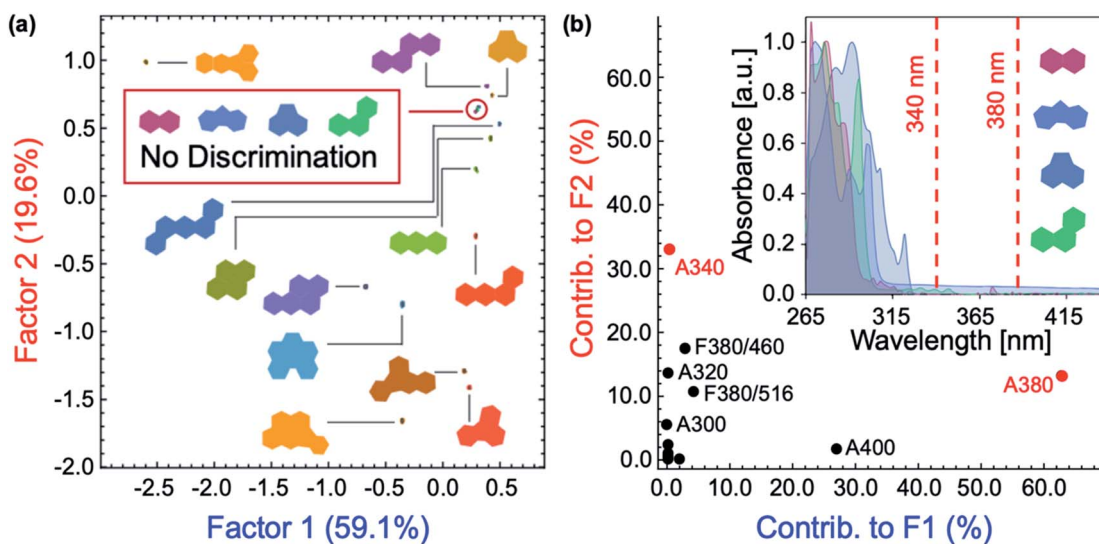 (a)
1.0
0.5
0.0
-0.5
-1.0
-1.5
-2.0
Factor 2 (19.6%)
No Discrimination
-2.5 -2.0 -1.5 -1.0 -0.5 0.0 0.5
Factor 1 (59.1%)
(b)
60.0
50.0
40.0
30.0
20.0
10.0
0.0
Contrib. to F2 (%)
A340
F380/460
A320
F380/516
A300
A380
A400
0.0 10.0 20.0 30.0 40.0 50.0 60.0
Contrib. to F1 (%)
1.0
0.8
0.6
0.4
0.2
0.0
Absorbance [a.u.]
340 nm
380 nm
265 315 365 415
Wavelength [nm]